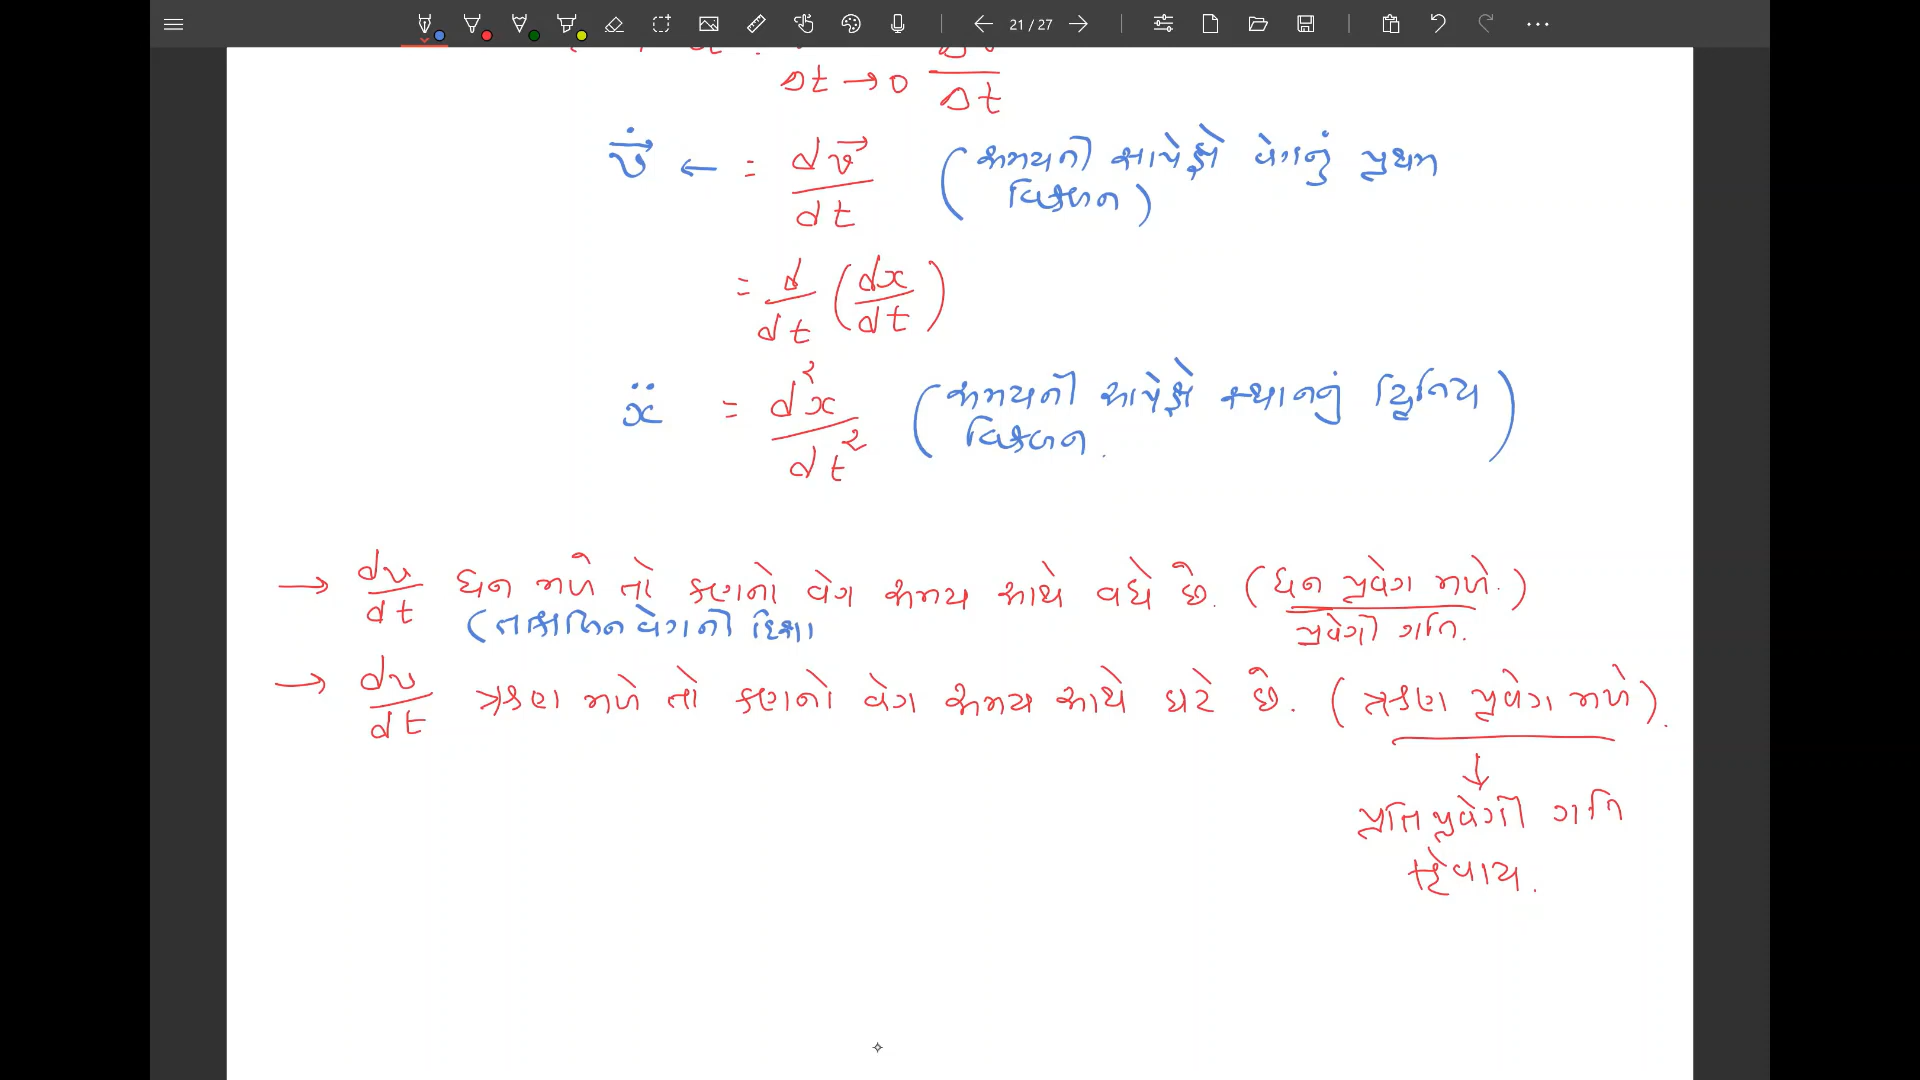 21 / 27
Δt → 0 Δt
v̇⃗ ← = dv⃗/dt (સમયની સાપેક્ષે વેગનું પ્રથમ
વિકલન)
= d/dt (dx/dt)
ẍ = d²x/dt² (સમયની સાપેક્ષે સ્થાનનું દ્વિતિય
વિકલન.)
→ dv/dt ધન મળે તો કણનો વેગ સમય સાથે વધે છે. (ધન પ્રવેગ મળે.)
(તત્કાલિન વેગની દિશા
પ્રવેગી ગતિ.
→ dv/dt ઋણ મળે તો કણનો વેગ સમય સાથે ઘટે છે. (ઋણ પ્રવેગ મળે).
↓
પ્રતિપ્રવેગી ગતિ
કહેવાય.